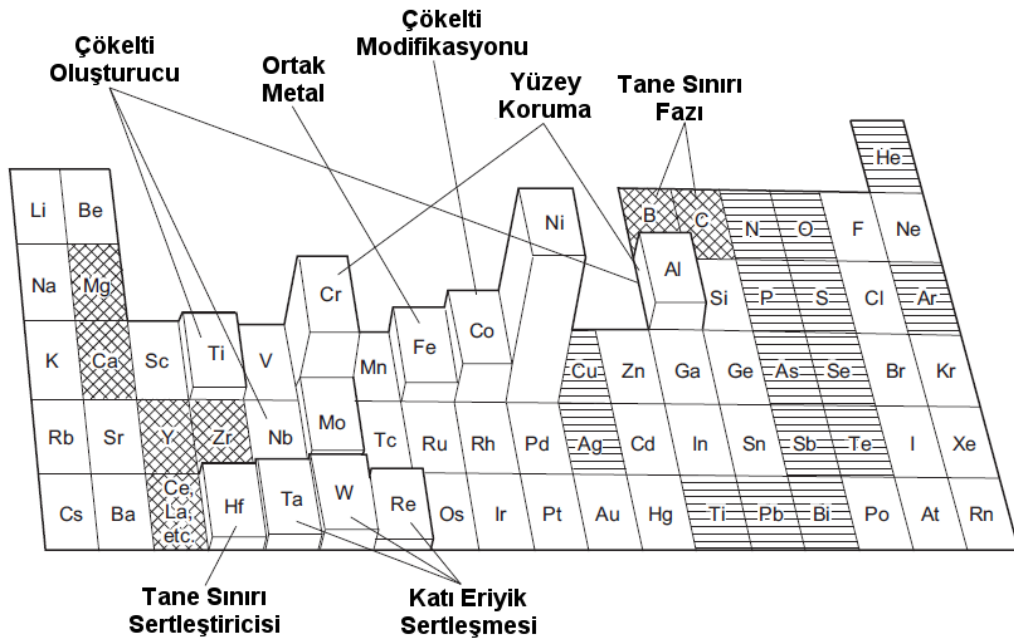 Çökelti
Oluşturucu
Ortak
Metal
Çökelti
Modifikasyonu
Yüzey
Koruma
Tane Sınırı
Fazı
He
Li Be Ni B C N O F Ne
Na Mg Cr Al Si P S Cl Ar
K Ca Sc Ti V Mn Fe Co Cu Zn Ga Ge As Se Br Kr
Rb Sr Y Zr Nb Mo Tc Ru Rh Pd Ag Cd In Sn Sb Te I Xe
Cs Ba Ce, La, etc. Hf Ta W Re Os Ir Pt Au Hg Ti Pb Bi Po At Rn
Tane Sınırı
Sertleştiricisi
Katı Eriyik
Sertleşmesi